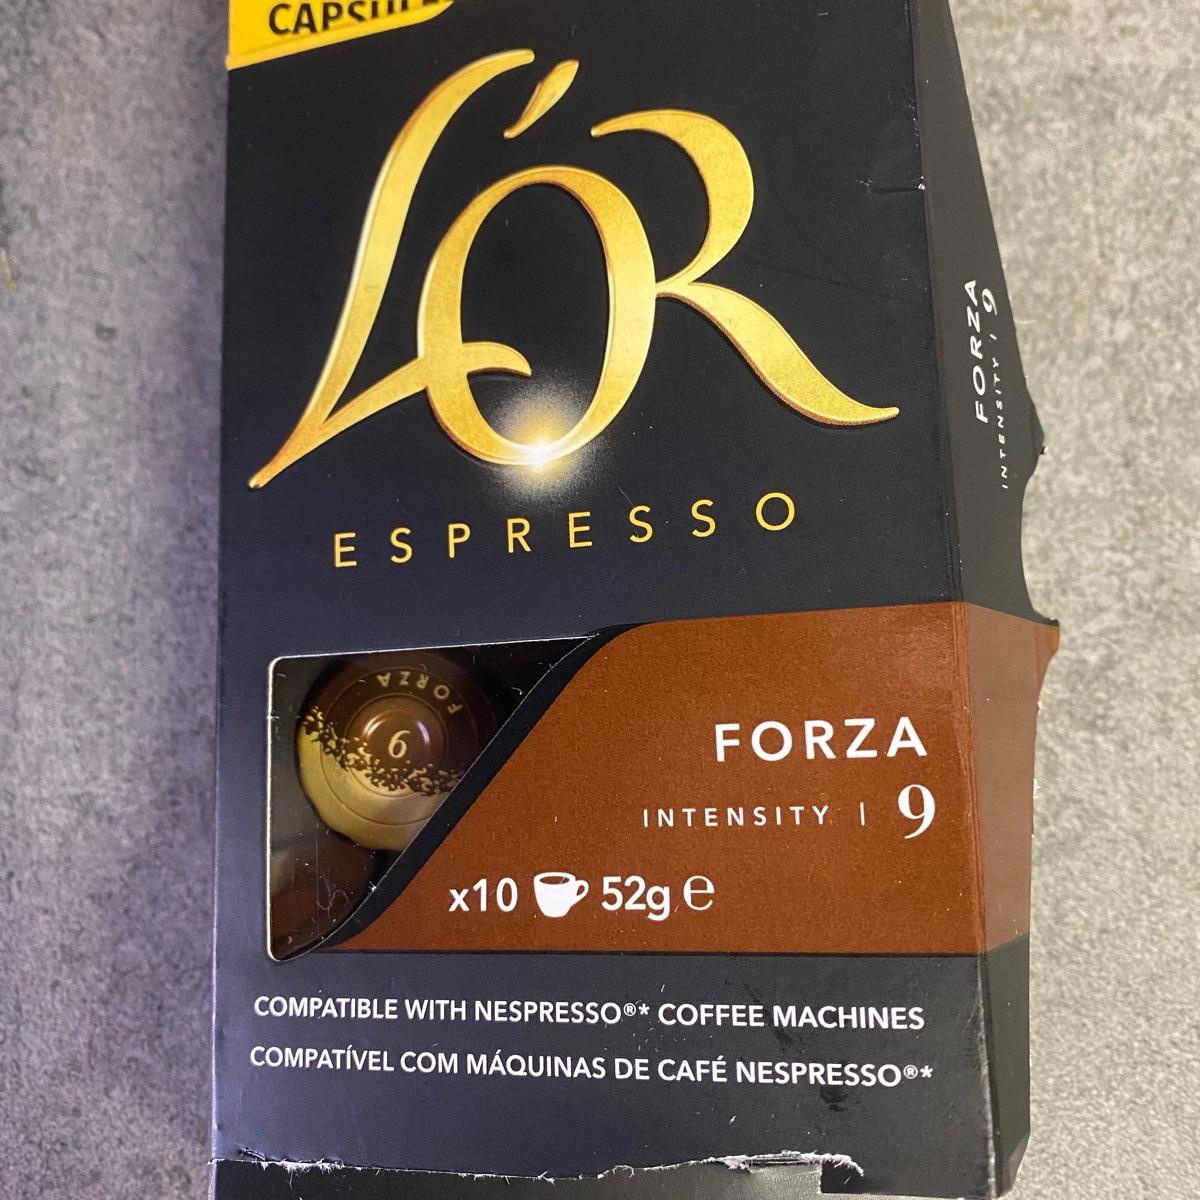 CAPSULES
L'OR
ESPRESSO
FORZA
9
FORZA
INTENSITY | 9
x10 52g e
COMPATIBLE WITH NESPRESSO®* COFFEE MACHINES
COMPATÍVEL COM MÁQUINAS DE CAFÉ NESPRESSO®*
FORZA
INTENSITY | 9